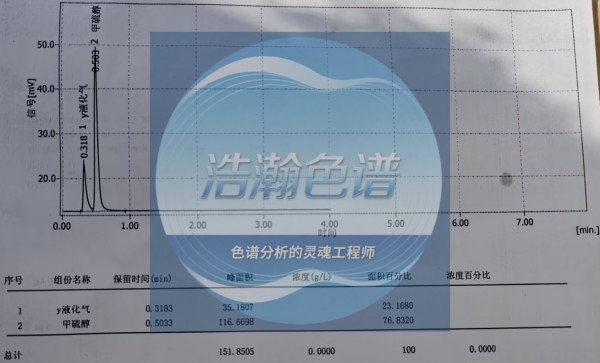 信号[mV]
50.0
40.0
30.0
20.0
0.318 1 y液化气
0.503 2 甲硫醇
0.00 1.00 2.00 3.00 4.00 5.00 6.00 7.00 [min.]
时间
浩瀚色谱
色谱分析的灵魂工程师
序号 组份名称 保留时间(min) 峰面积 浓度(g/L) 面积百分比 浓度百分比
1 y液化气 0.3183 35.1807 23.1680
2 甲硫醇 0.5033 116.6698 76.8320
总计 151.8505 0.0000 100 0.0000